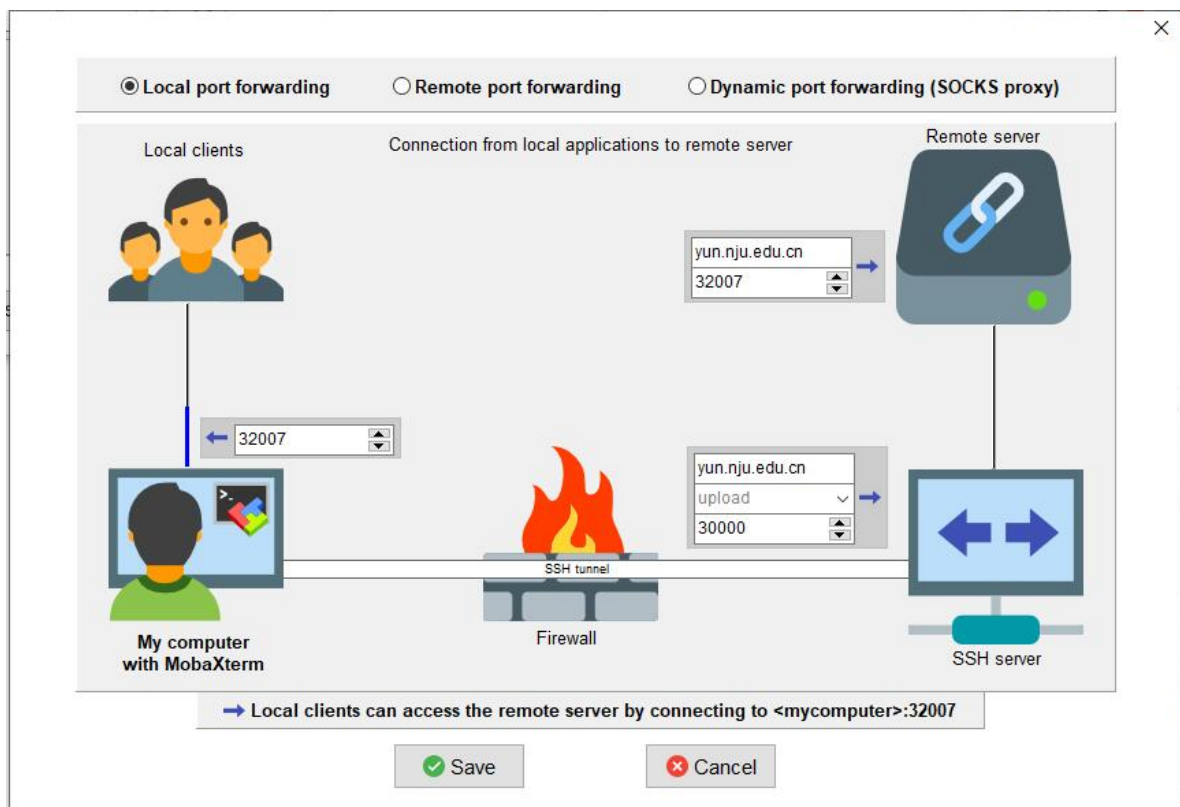 Local port forwarding
Remote port forwarding
Dynamic port forwarding (SOCKS proxy)
Local clients
Connection from local applications to remote server
Remote server
yun.nju.edu.cn
32007
32007
yun.nju.edu.cn
upload
30000
>_
SSH tunnel
My computer
with MobaXterm
Firewall
SSH server
Local clients can access the remote server by connecting to <mycomputer>:32007
Save
Cancel